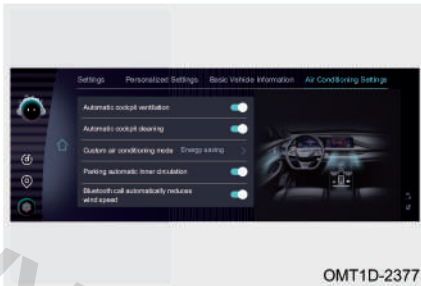 Settings Personalized Settings Basic Vehicle Information Air Conditioning Settings
Automatic cockpit ventilation
Automatic cockpit cleaning
Custom air conditioning mode Energy saving
Parking automatic inner circulation
Bluetooth call automatically reduces
wind speed
OMT1D-2377